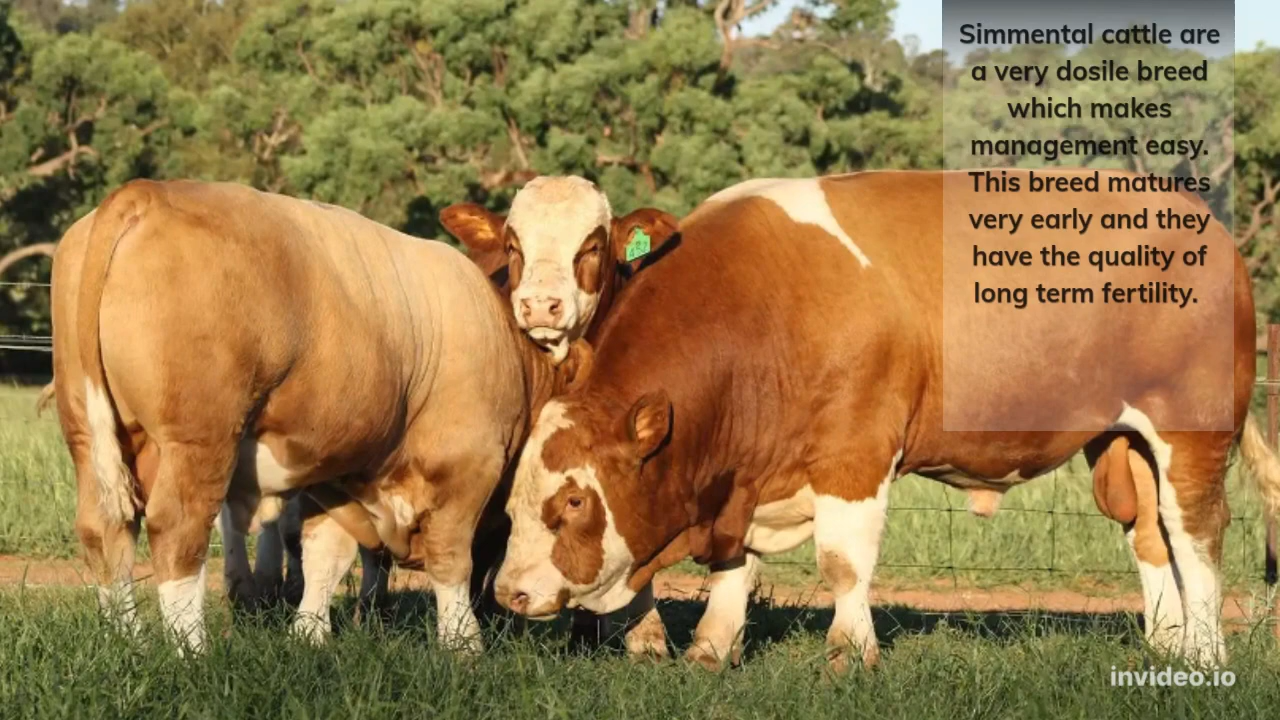 Simmental cattle are
a very dosile breed
which makes
management easy.
This breed matures
very early and they
have the quality of
long term fertility.
invideo.io